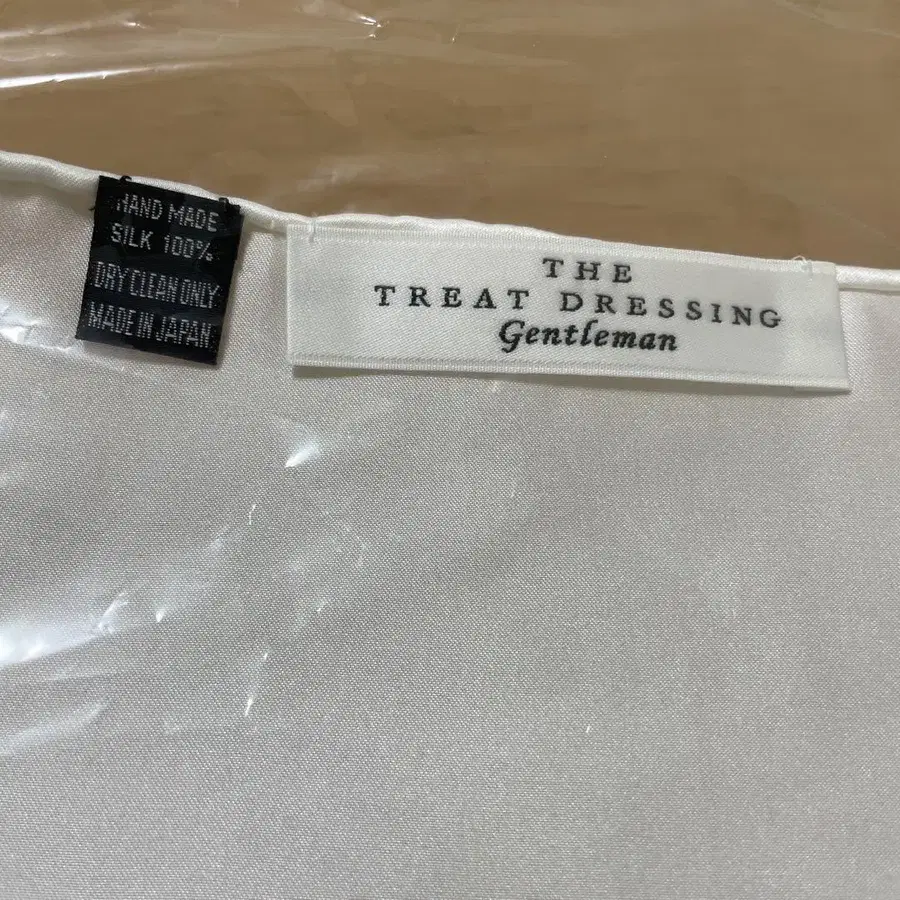 HAND MADE
SILK 100%
DRY CLEAN ONLY
MADE IN JAPAN
THE
TREAT DRESSING
Gentleman